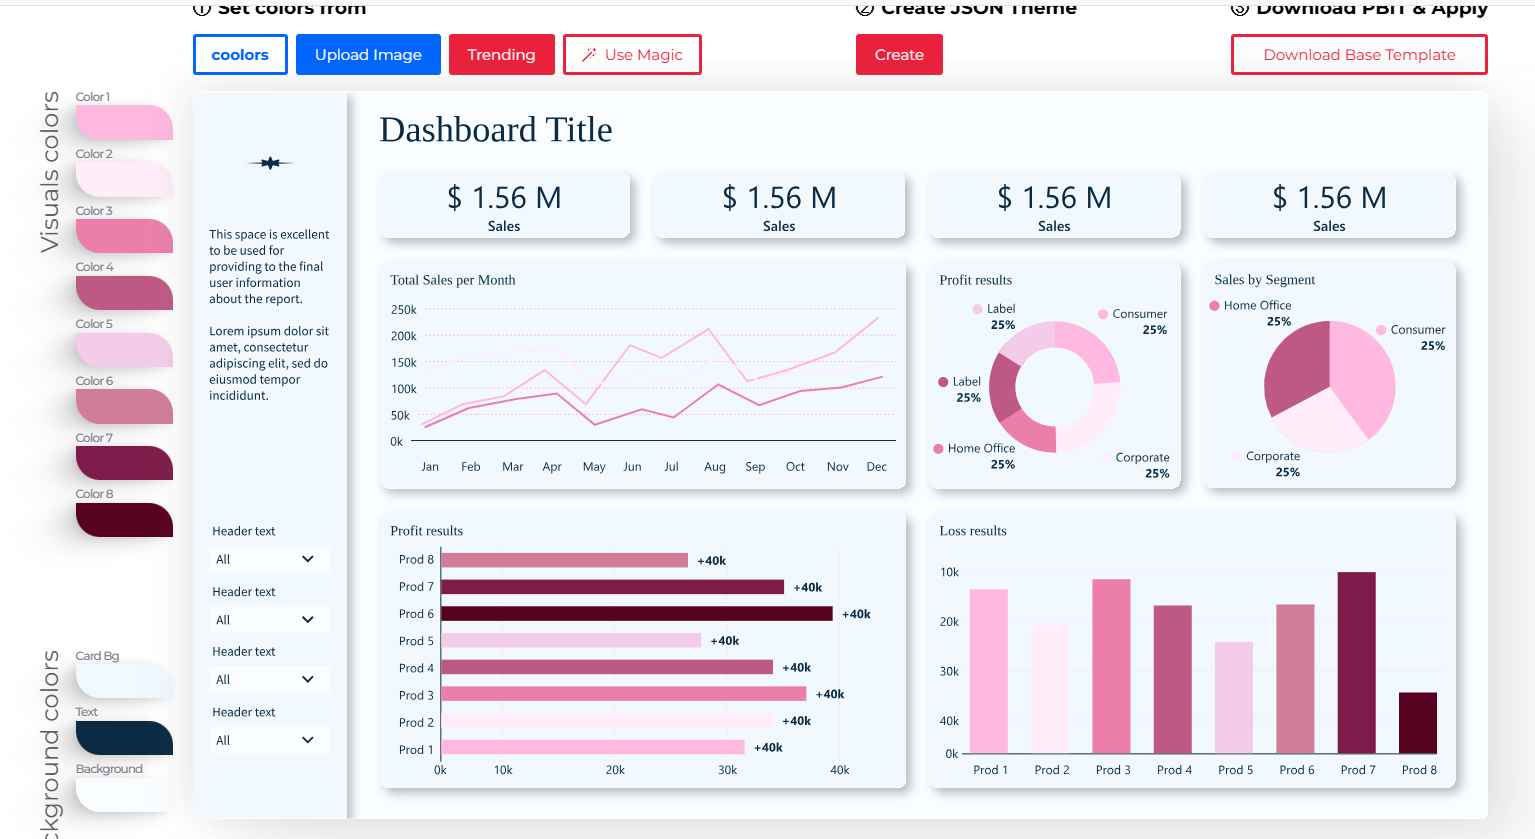 ① Set colors from
② Create JSON Theme
③ Download PBIT & Apply
coolors
Upload Image
Trending
Use Magic
Create
Download Base Template
Visuals colors
Color 1
Color 2
Color 3
Color 4
Color 5
Color 6
Color 7
Color 8
Card Bg
Text
Background
ckground colors
This space is excellent
to be used for
providing to the final
user information
about the report.
Lorem ipsum dolor sit
amet, consectetur
adipiscing elit, sed do
eiusmod tempor
incididunt.
Header text
All
Header text
All
Header text
All
Header text
All
Dashboard Title
$ 1.56 M
Sales
$ 1.56 M
Sales
$ 1.56 M
Sales
$ 1.56 M
Sales
Total Sales per Month
250k
200k
150k
100k
50k
0k
Jan Feb Mar Apr May Jun Jul Aug Sep Oct Nov Dec
Profit results
Label
25%
Consumer
25%
Label
25%
Home Office
25%
Corporate
25%
Sales by Segment
Home Office
25%
Consumer
25%
Corporate
25%
Profit results
Prod 8 +40k
Prod 7 +40k
Prod 6 +40k
Prod 5 +40k
Prod 4 +40k
Prod 3 +40k
Prod 2 +40k
Prod 1 +40k
0k 10k 20k 30k 40k
Loss results
10k
20k
30k
40k
0k
Prod 1 Prod 2 Prod 3 Prod 4 Prod 5 Prod 6 Prod 7 Prod 8